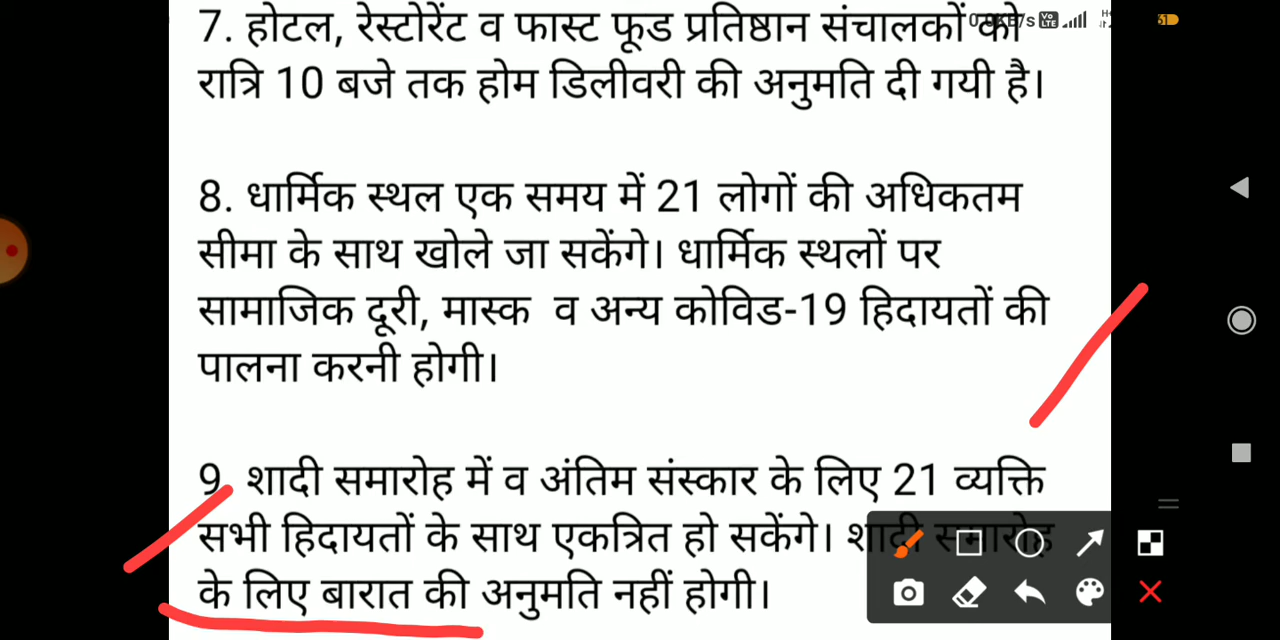 7. होटल, रेस्टोरेंट व फास्ट फूड प्रतिष्ठान संचालकों को
रात्रि 10 बजे तक होम डिलीवरी की अनुमति दी गयी है।
8. धार्मिक स्थल एक समय में 21 लोगों की अधिकतम
सीमा के साथ खोले जा सकेंगे। धार्मिक स्थलों पर
सामाजिक दूरी, मास्क व अन्य कोविड-19 हिदायतों की
पालना करनी होगी।
9. शादी समारोह में व अंतिम संस्कार के लिए 21 व्यक्ति
सभी हिदायतों के साथ एकत्रित हो सकेंगे। शादी समारोह
के लिए बारात की अनुमति नहीं होगी।